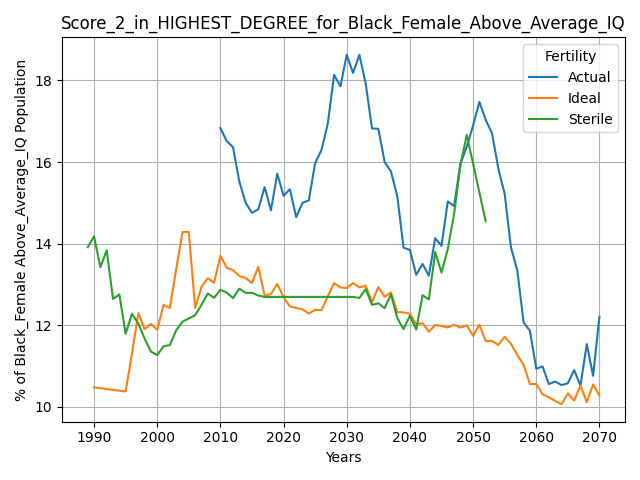 Score_2_in_HIGHEST_DEGREE_for_Black_Female_Above_Average_IQ
% of Black_Female Above_Average_IQ Population
18
16
14
12
10
Fertility
Actual
Ideal
Sterile
1990 2000 2010 2020 2030 2040 2050 2060 2070
Years